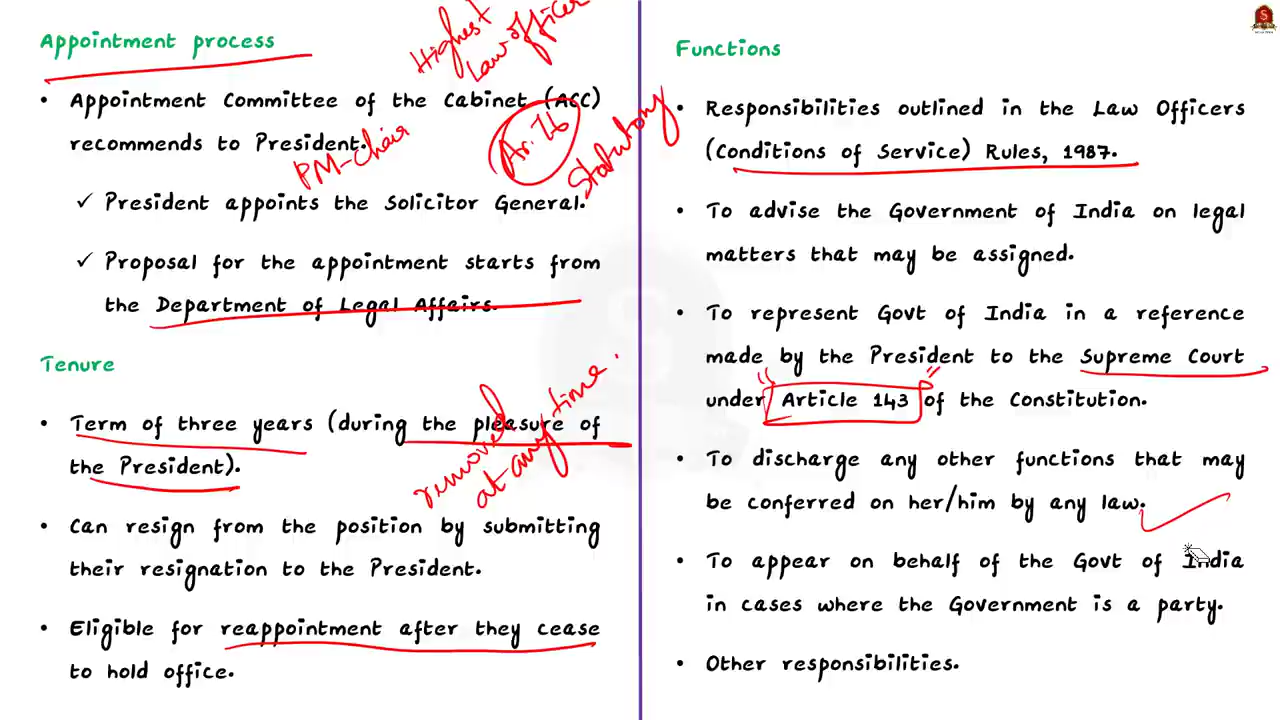 Appointment process
Highest
Law officer
• Appointment Committee of the Cabinet (ACC)
recommends to President.
PM-Chair
Ar. 76
Statutory
✓ President appoints the Solicitor General.
✓ Proposal for the appointment starts from
the Department of Legal Affairs.
Tenure
• Term of three years (during the pleasure of
the President).
removed
at any time.
• Can resign from the position by submitting
their resignation to the President.
• Eligible for reappointment after they cease
to hold office.
Functions
• Responsibilities outlined in the Law Officers
(Conditions of Service) Rules, 1987.
• To advise the Government of India on legal
matters that may be assigned.
• To represent Govt of India in a reference
made by the President to the Supreme Court
under "Article 143" of the Constitution.
• To discharge any other functions that may
be conferred on her/him by any law.
• To appear on behalf of the Govt of India
in cases where the Government is a party.
• Other responsibilities.